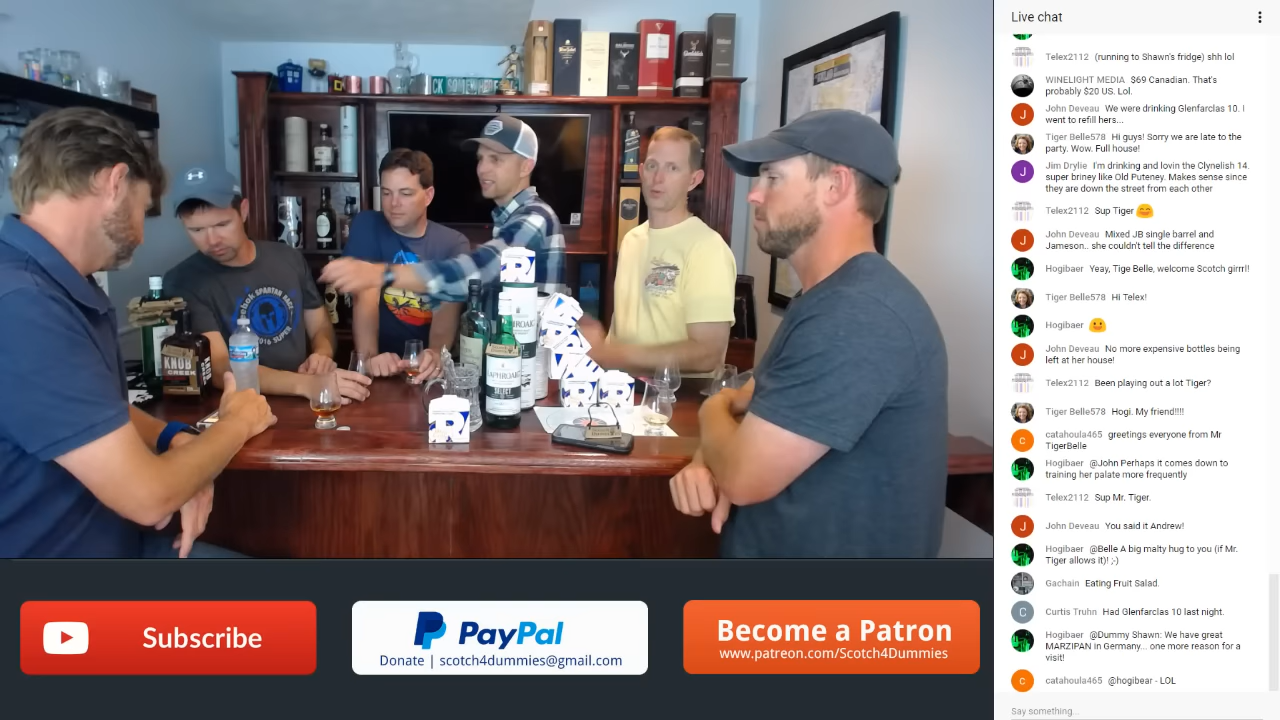 Live chat
Telex2112 (running to Shawn's fridge) shh lol
WINELIGHT MEDIA $69 Canadian. That's
probably $20 US. Lol.
John Deveau We were drinking Glenfarclas 10. I
went to refill hers...
Tiger Belle578 Hi guys! Sorry we are late to the
party. Wow. Full house!
Jim Drylie I'm drinking and lovin the Clynelish 14.
super briney like Old Puteney. Makes sense since
they are down the street from each other
Telex2112 Sup Tiger
John Deveau Mixed JB single barrel and
Jameson.. she couldn't tell the difference
Hogibaer Yeay, Tige Belle, welcome Scotch girrrl!
Tiger Belle578 Hi Telex!
Hogibaer
John Deveau No more expensive bottles being
left at her house!
Telex2112 Been playing out a lot Tiger?
Tiger Belle578 Hogi. My friend!!!!
catahoula465 greetings everyone from Mr
TigerBelle
Hogibaer @John Perhaps it comes down to
training her palate more frequently
Telex2112 Sup Mr. Tiger.
John Deveau You said it Andrew!
Hogibaer @Belle A big malty hug to you (if Mr.
Tiger allows it)! ;-)
Gachain Eating Fruit Salad.
Curtis Truhn Had Glenfarclas 10 last night.
Hogibaer @Dummy Shawn: We have great
MARZIPAN in Germany... one more reason for a
visit!
catahoula465 @hogibear - LOL
Say something...
KNOB
CREEK
SPARTAN RACE
LAPHROAIG
SELECT
R
R
Subscribe
PayPal
Donate | scotch4dummies@gmail.com
Become a Patron
www.patreon.com/Scotch4Dummies